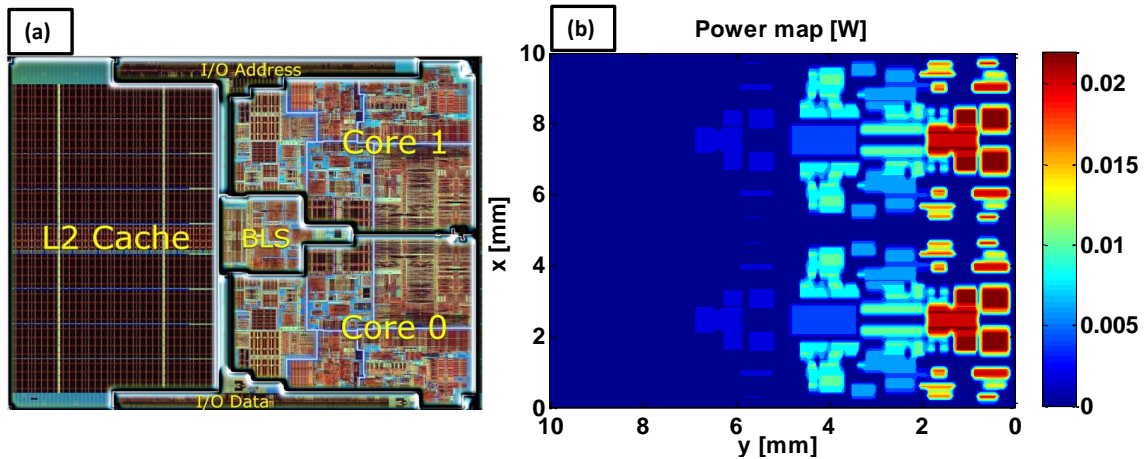 (a)
I/O Address
Core 1
L2 Cache
BLS
Core 0
I/O Data
(b)
Power map [W]
x [mm]
10
8
6
4
2
0
10 8 6 4 2 0
y [mm]
0.02
0.015
0.01
0.005
0